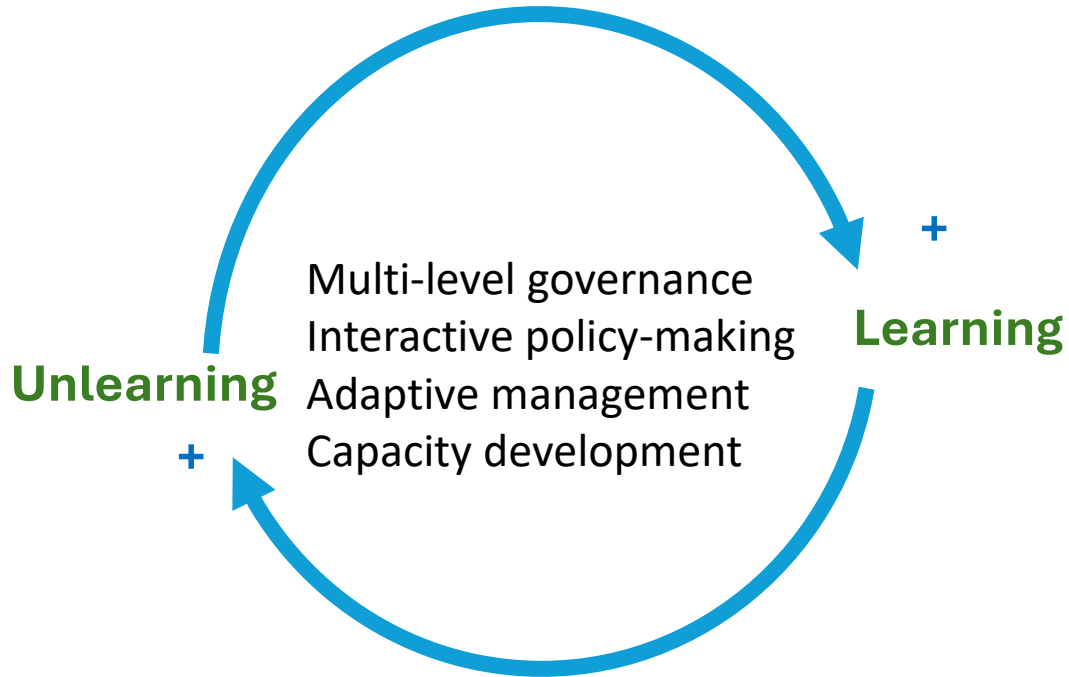 +
Multi-level governance
Interactive policy-making
Learning
Unlearning
Adaptive management
+
Capacity development